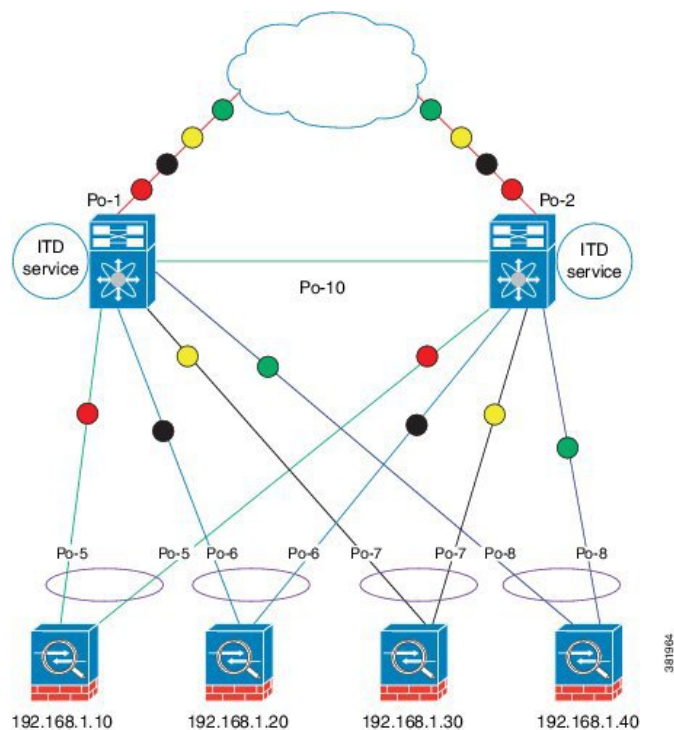 Po-1
Po-2
ITD
service
ITD
service
Po-10
Po-5
Po-5
Po-6
Po-6
Po-7
Po-7
Po-8
Po-8
192.168.1.10
192.168.1.20
192.168.1.30
192.168.1.40
381964